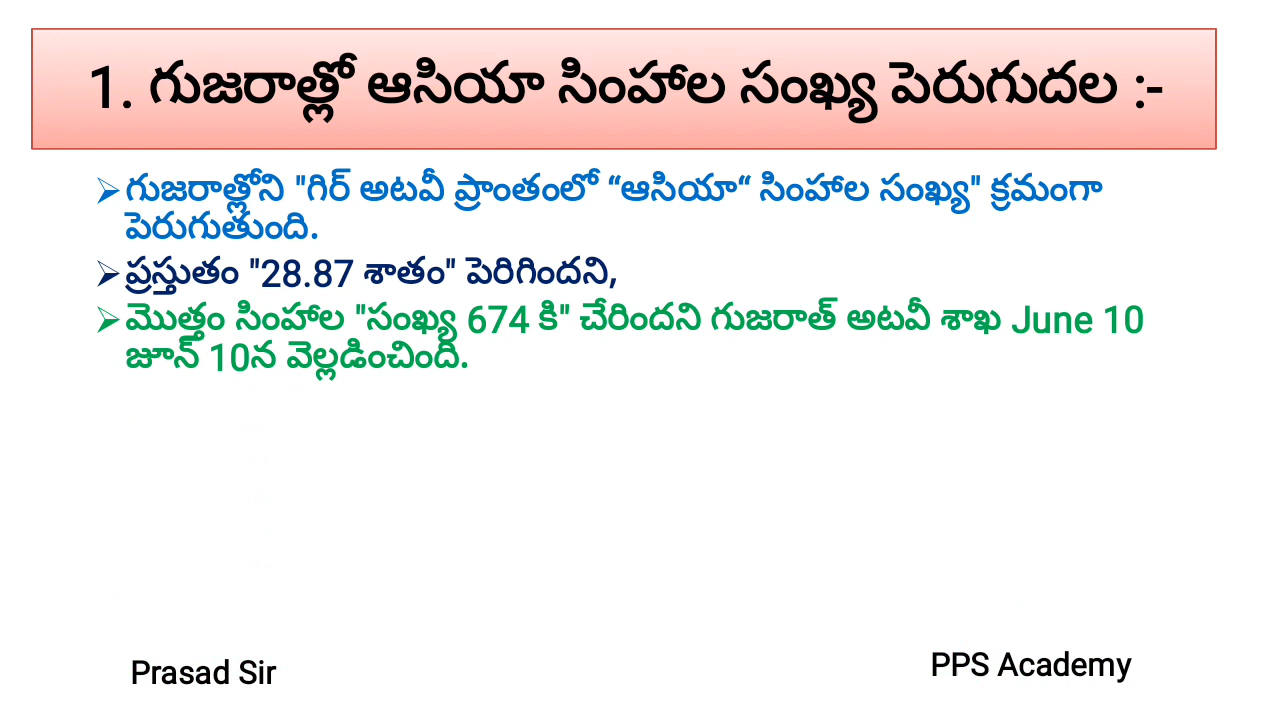 1. గుజరాత్లో ఆసియా సింహాల సంఖ్య పెరుగుదల :-
➢గుజరాత్లోని "గిర్ అటవీ ప్రాంతంలో “ఆసియా“ సింహాల సంఖ్య" క్రమంగా
పెరుగుతుంది.
➢ప్రస్తుతం "28.87 శాతం" పెరిగిందని,
➢మొత్తం సింహాల "సంఖ్య 674 కి" చేరిందని గుజరాత్ అటవీ శాఖ June 10
జూన్ 10న వెల్లడించింది.
Prasad Sir
PPS Academy